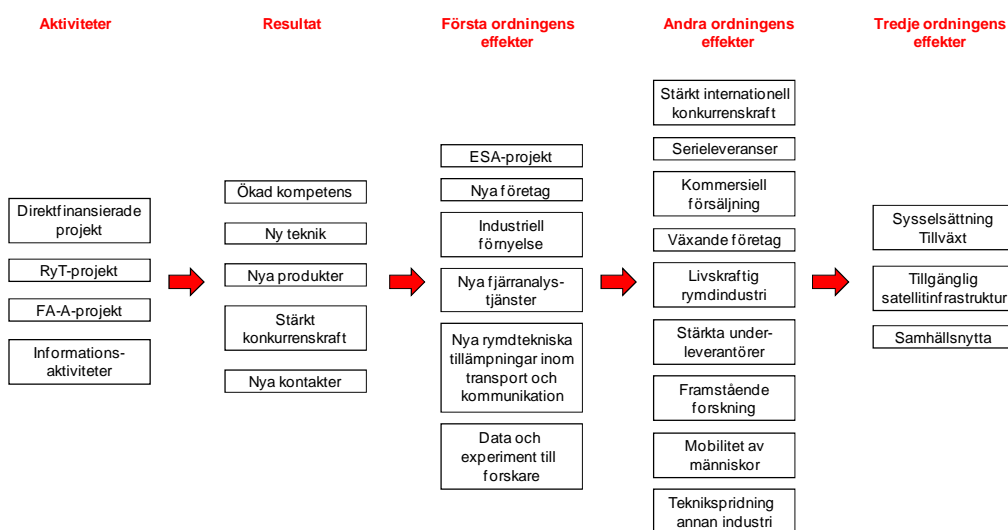 Aktiviteter
Direktfinansierade
projekt
RyT-projekt
FA-A-projekt
Informations-
aktiviteter
Resultat
Ökad kompetens
Ny teknik
Nya produkter
Stärkt
konkurrenskraft
Nya kontakter
Första ordningens
effekter
ESA-projekt
Nya företag
Industriell
förnyelse
Nya fjärranalys-
tjänster
Nya rymdtekniska
tillämpningar inom
transport och
kommunikation
Data och
experiment till
forskare
Andra ordningens
effekter
Stärkt internationell
konkurrenskraft
Serieleveranser
Kommersiell
försäljning
Växande företag
Livskraftig
rymdindustri
Stärkta under-
leverantörer
Framstående
forskning
Mobilitet av
människor
Teknikspridning
annan industri
Tredje ordningens
effekter
Sysselsättning
Tillväxt
Tillgänglig
satellitinfrastruktur
Samhällsnytta